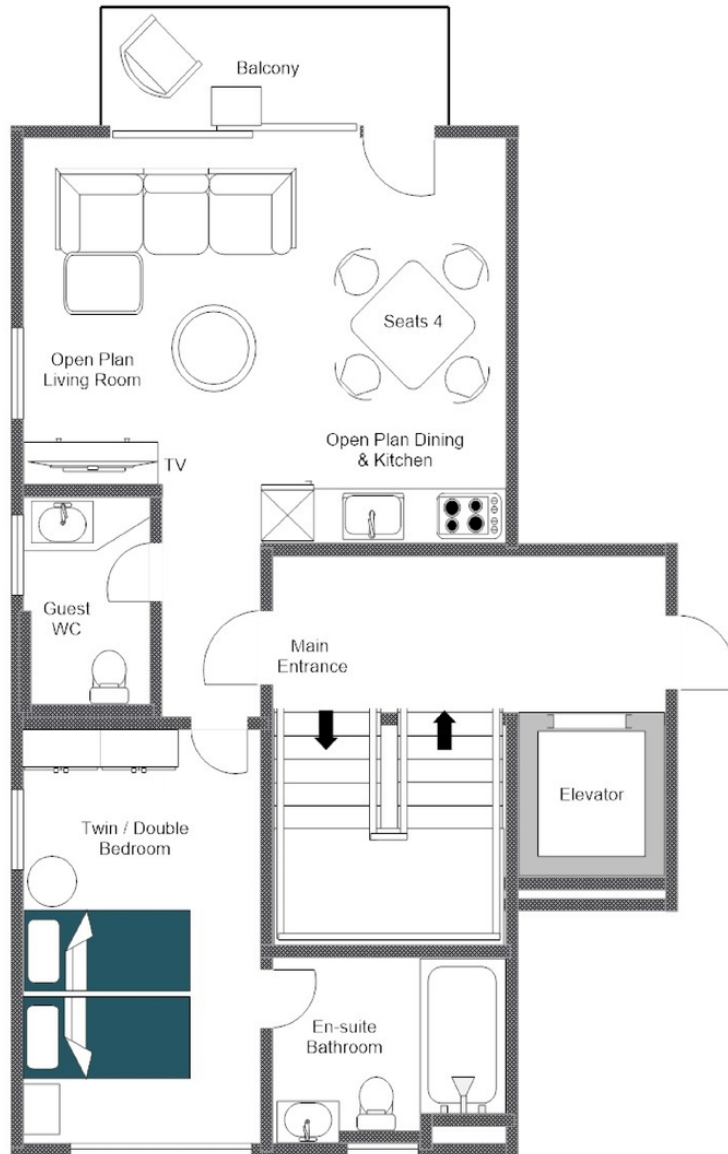 Balcony
Seats 4
Open Plan
Living Room
Open Plan Dining
& Kitchen
TV
Guest
WC
Main
Entrance
Elevator
Twin / Double
Bedroom
En-suite
Bathroom